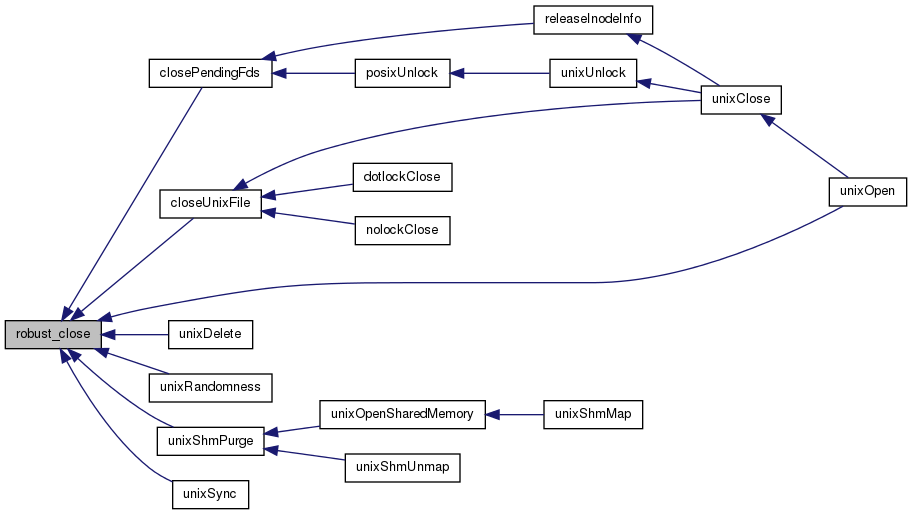 releaseInodeInfo
closePendingFds
posixUnlock
unixUnlock
unixClose
dotlockClose
closeUnixFile
nolockClose
unixOpen
robust_close
unixDelete
unixRandomness
unixOpenSharedMemory
unixShmMap
unixShmPurge
unixShmUnmap
unixSync